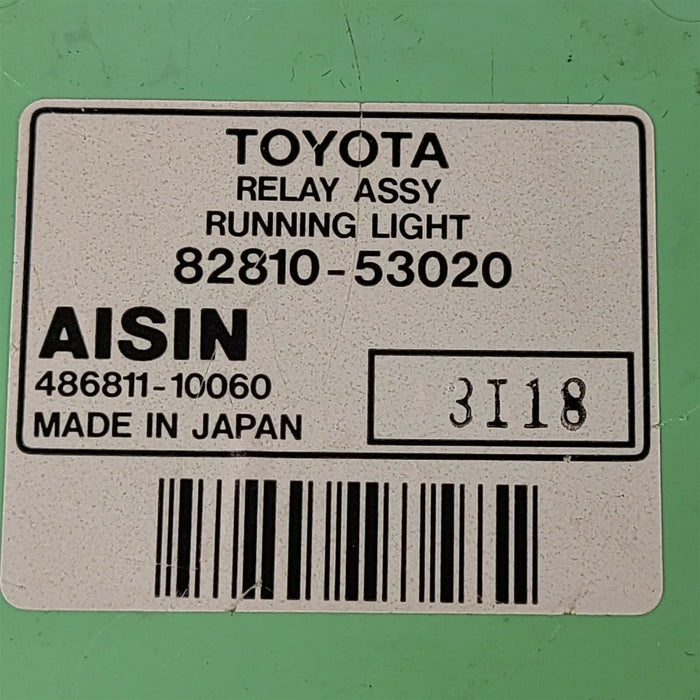 TOYOTA
RELAY ASSY
RUNNING LIGHT
82810-53020
AISIN
486811-10060
MADE IN JAPAN
3I18